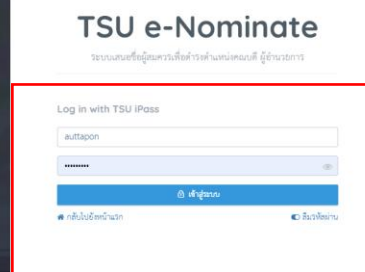 TSU e-Nominate
ระบบเสนอชื่อผู้สมควรเพื่อดำรงตำแหน่งคณบดี ผู้อำนวยการ
Log in with TSU iPass
auttapon
•••••••••
เข้าสู่ระบบ
กลับไปยังหน้าแรก ลืมรหัสผ่าน